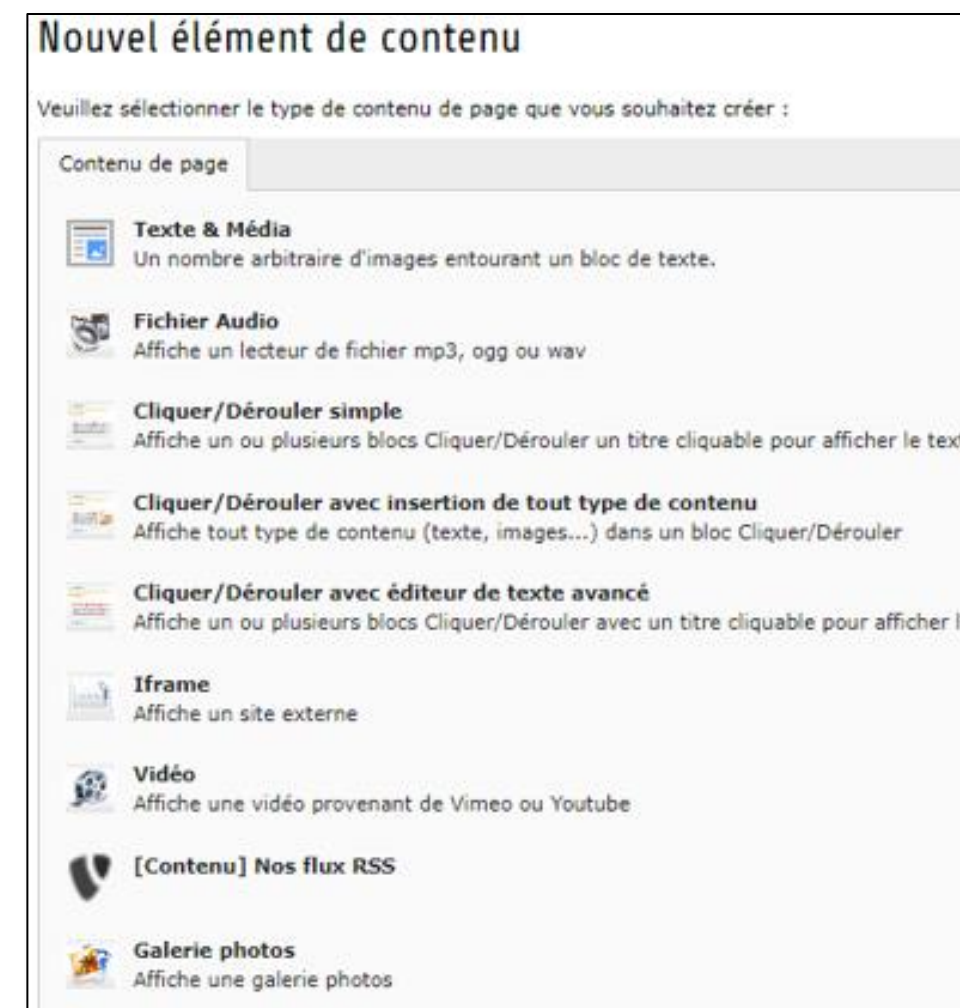 Nouvel élément de contenu
Veuillez sélectionner le type de contenu de page que vous souhaitez créer :
Contenu de page
Texte & Média
Un nombre arbitraire d'images entourant un bloc de texte.
Fichier Audio
Affiche un lecteur de fichier mp3, ogg ou wav
Cliquer/Dérouler simple
Affiche un ou plusieurs blocs Cliquer/Dérouler un titre cliquable pour afficher le
Cliquer/Dérouler avec insertion de tout type de contenu
Affiche tout type de contenu (texte, images...) dans un bloc Cliquer/Dérouler
Cliquer/Dérouler avec éditeur de texte avancé
Affiche un ou plusieurs blocs Cliquer/Dérouler avec un titre cliquable pour afficher
Iframe
Affiche un site externe
Vidéo
Affiche une vidéo provenant de Vimeo ou Youtube
[Contenu] Nos flux RSS
Galerie photos
Affiche une galerie photos